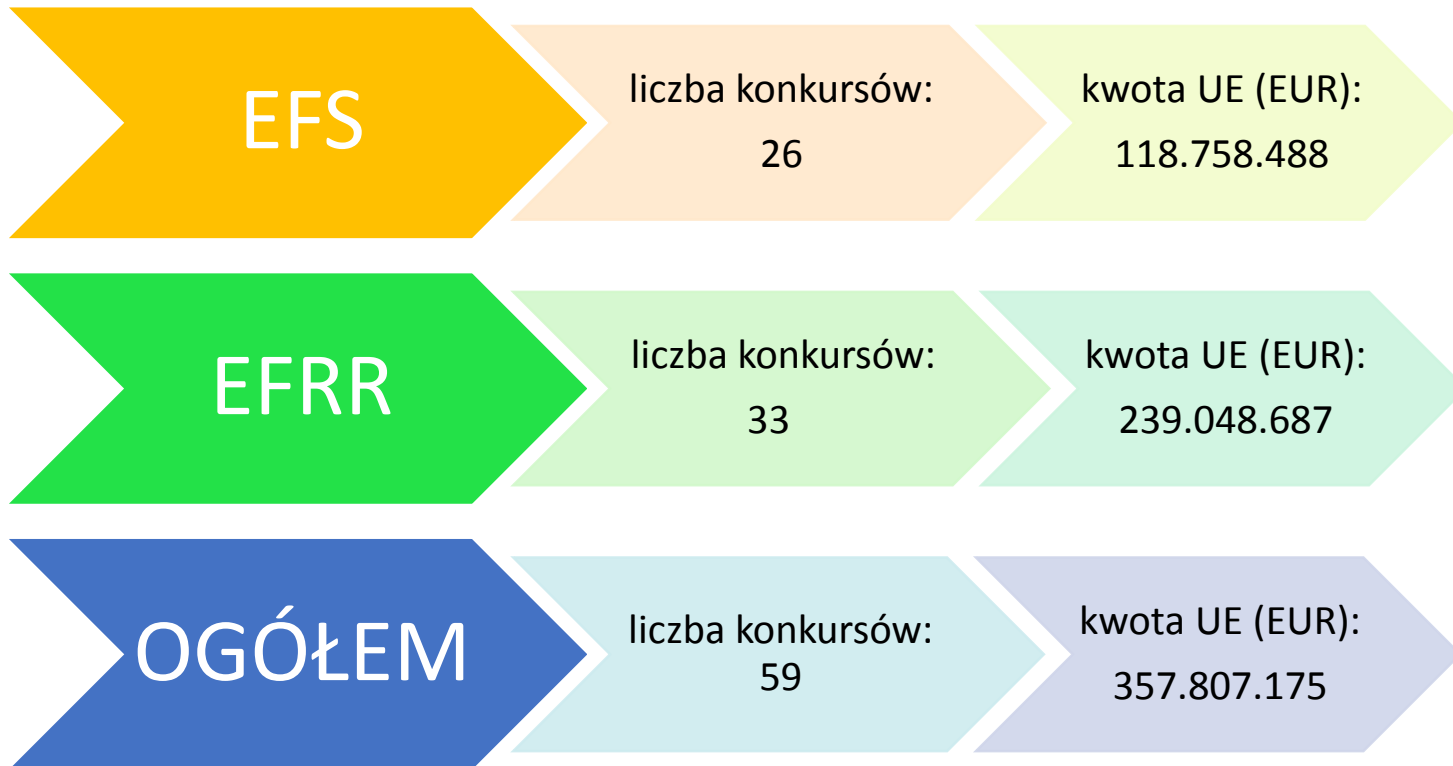 EFS
liczba konkursów:
26
kwota UE (EUR):
118.758.488
EFRR
liczba konkursów:
33
kwota UE (EUR):
239.048.687
OGÓŁEM
liczba konkursów:
59
kwota UE (EUR):
357.807.175